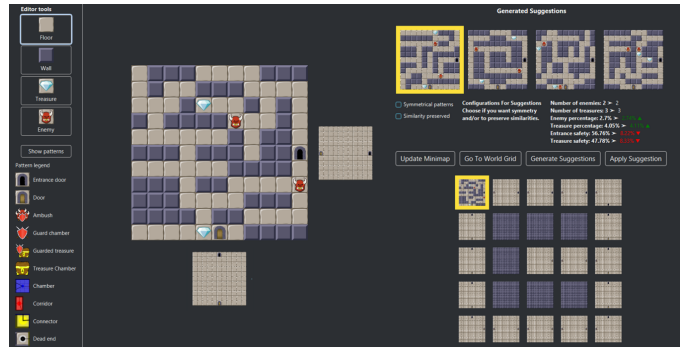 Editor tools
Floor
Wall
Treasure
Enemy
Show patterns
Pattern legend
Entrance door
Door
Ambush
Guard chamber
Guarded treasure
Treasure Chamber
Chamber
Corridor
Connector
Dead end
Generated Suggestions
Symmetrical patterns
Similarity preserved
Configurations For Suggestions
Choose if you want symmetry
and/or to preserve similarities.
Number of enemies: 2 ➤ 2
Number of treasures: 3 ➤ 3
Enemy percentage: 2.7% ➤
Treasure percentage: 4.05% ➤
Entrance safety: 56.76% ➤
Treasure safety: 47.78% ➤
Update Minimap
Go To World Grid
Generate Suggestions
Apply Suggestion